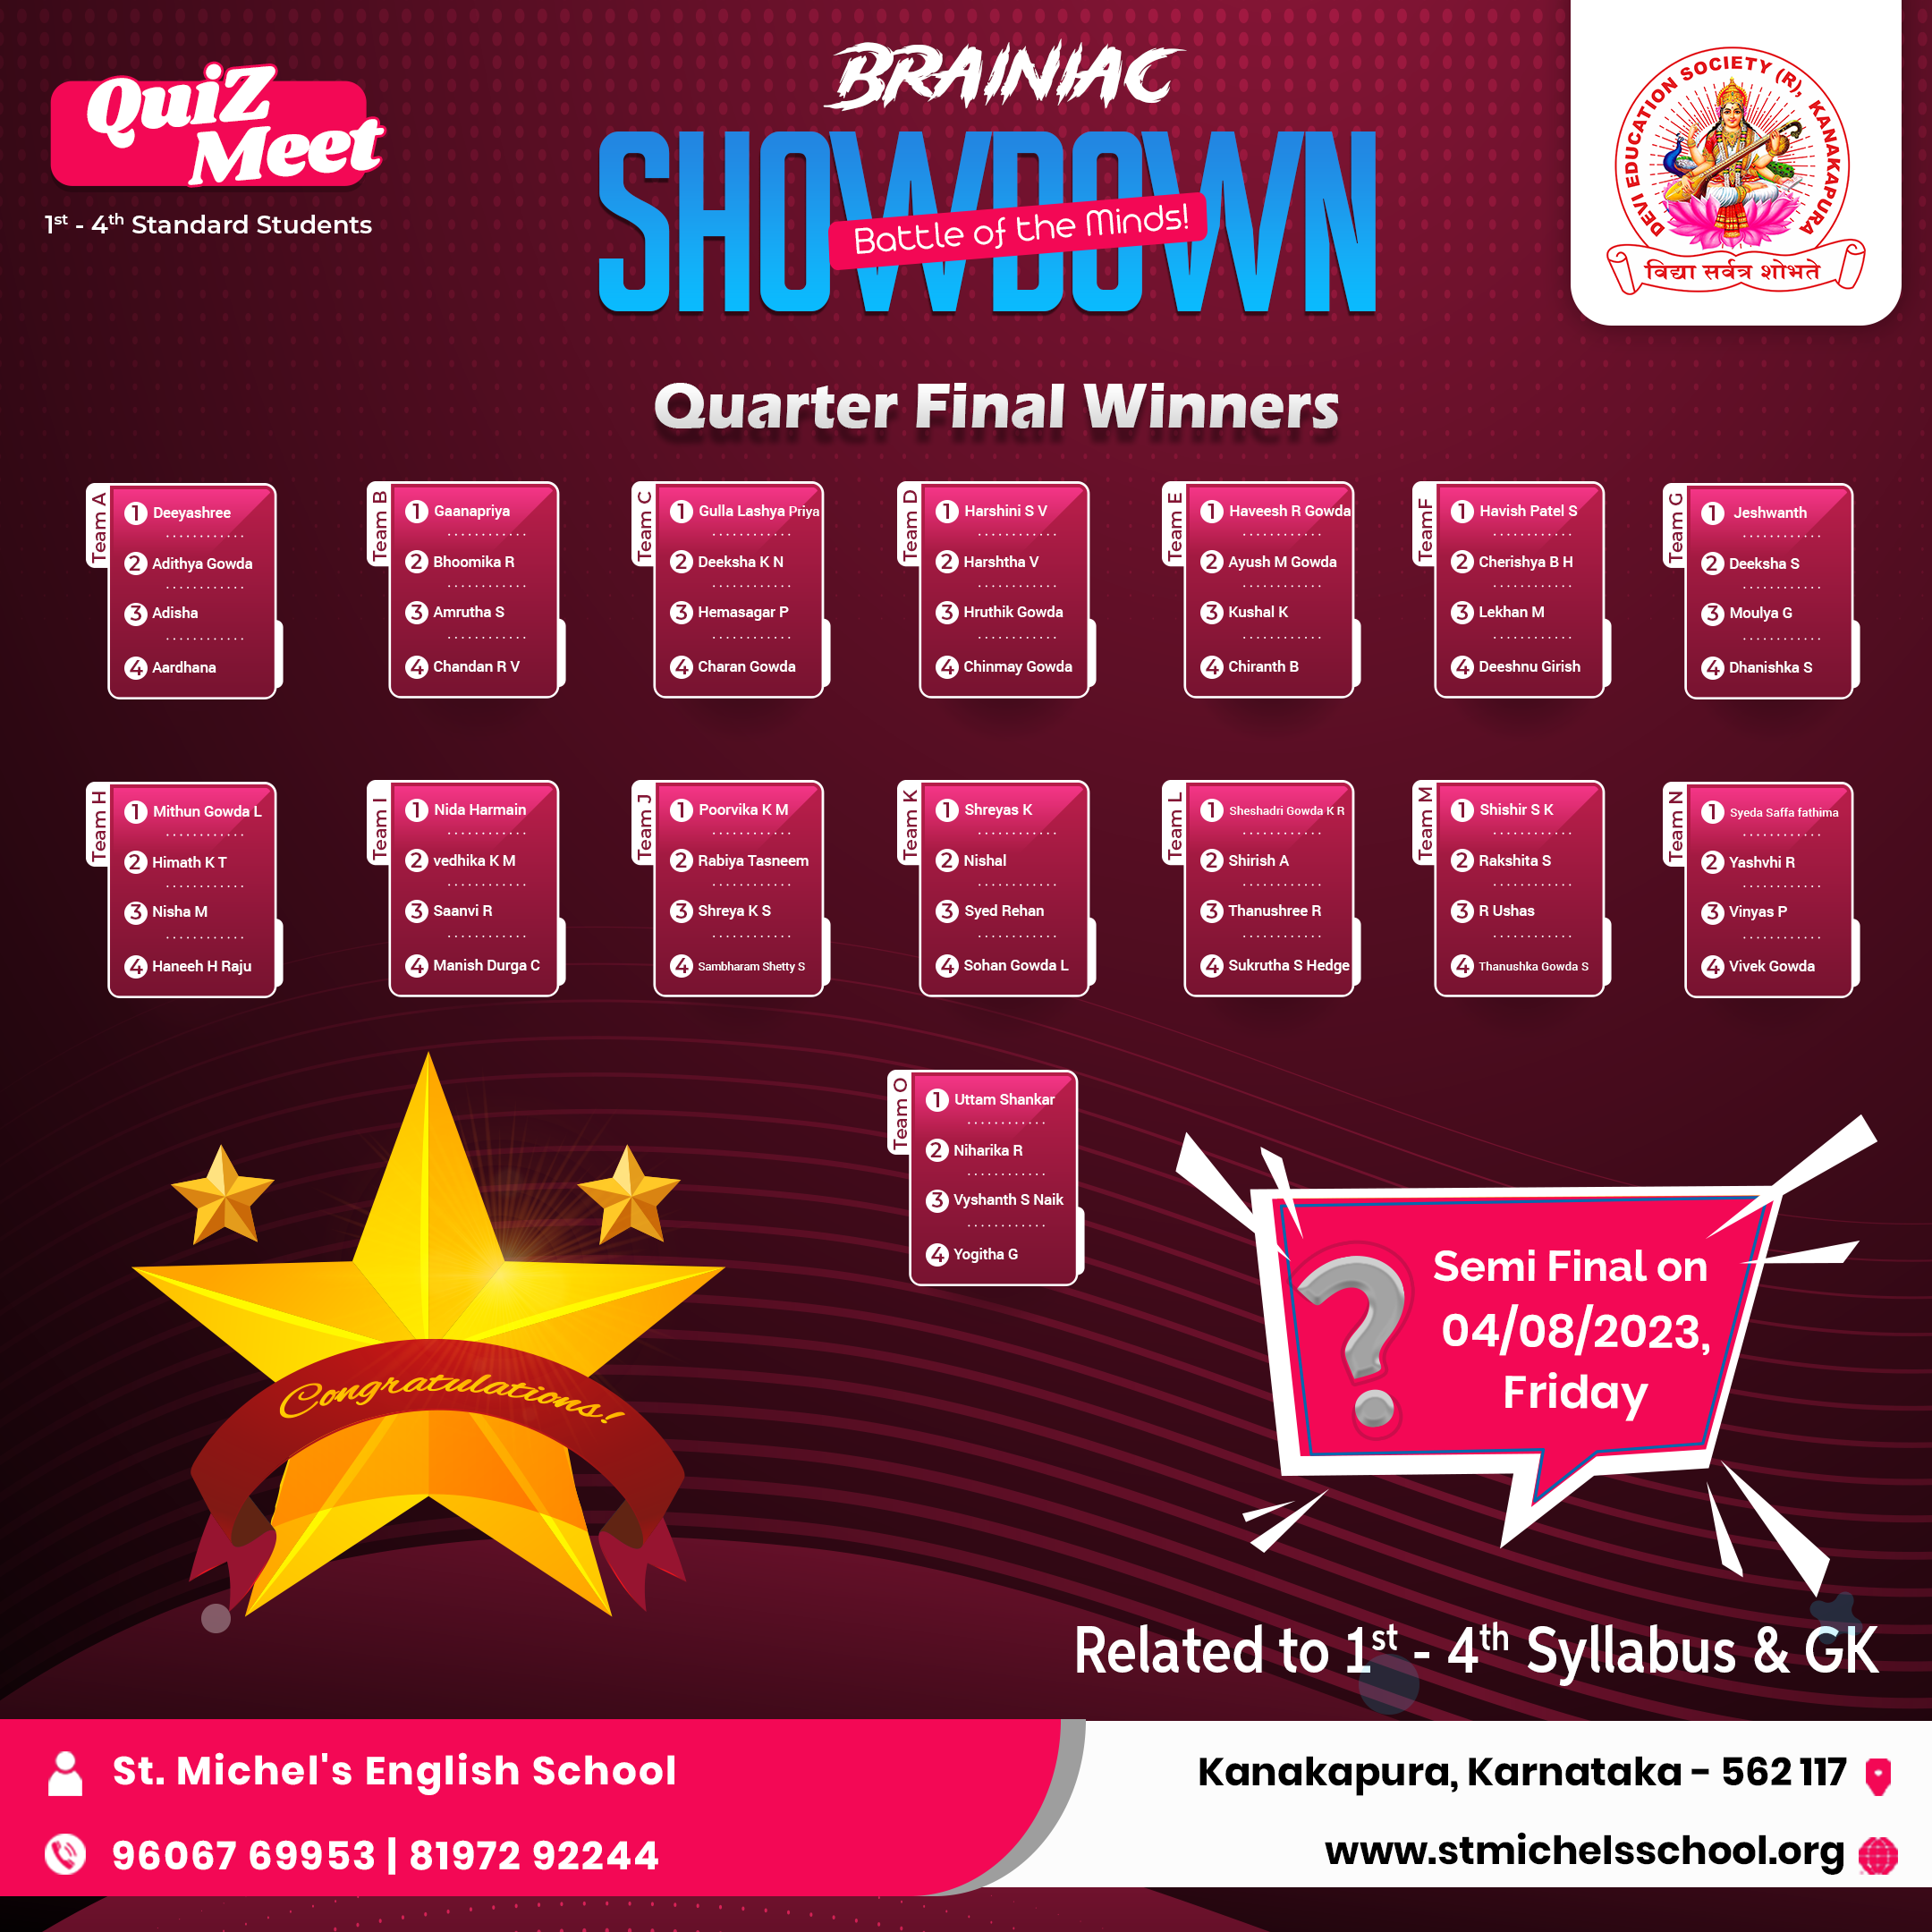 QuiZ
Meet
1st - 4th Standard Students
BRAINIAC
SHOWDOWN
Battle of the Minds!
DEVI EDUCATION SOCIETY (R), KANAKAPURA
विद्या सर्वत्र शोभते
Quarter Final Winners
Team A
1 Deeyashree
2 Adithya Gowda
3 Adisha
4 Aardhana
Team B
1 Gaanapriya
2 Bhoomika R
3 Amrutha S
4 Chandan R V
Team C
1 Gulla Lashya Priya
2 Deeksha K N
3 Hemasagar P
4 Charan Gowda
Team D
1 Harshini S V
2 Harshtha V
3 Hruthik Gowda
4 Chinmay Gowda
Team E
1 Haveesh R Gowda
2 Ayush M Gowda
3 Kushal K
4 Chiranth B
TeamF
1 Havish Patel S
2 Cherishya B H
3 Lekhan M
4 Deeshnu Girish
Team G
1 Jeshwanth
2 Deeksha S
3 Moulya G
4 Dhanishka S
Team H
1 Mithun Gowda L
2 Himath K T
3 Nisha M
4 Haneeh H Raju
Team I
1 Nida Harmain
2 vedhika K M
3 Saanvi R
4 Manish Durga C
Team J
1 Poorvika K M
2 Rabiya Tasneem
3 Shreya K S
4 Sambharam Shetty S
Team K
1 Shreyas K
2 Nishal
3 Syed Rehan
4 Sohan Gowda L
Team L
1 Sheshadri Gowda K R
2 Shirish A
3 Thanushree R
4 Sukrutha S Hedge
Team M
1 Shishir S K
2 Rakshita S
3 R Ushas
4 Thanushka Gowda S
Team N
1 Syeda Saffa fathima
2 Yashvhi R
3 Vinyas P
4 Vivek Gowda
Team O
1 Uttam Shankar
2 Niharika R
3 Vyshanth S Naik
4 Yogitha G
Congratulations!
?
Semi Final on
04/08/2023,
Friday
Related to 1st - 4th Syllabus & GK
St. Michel's English School
96067 69953 | 81972 92244
Kanakapura, Karnataka - 562 117
www.stmichelsschool.org